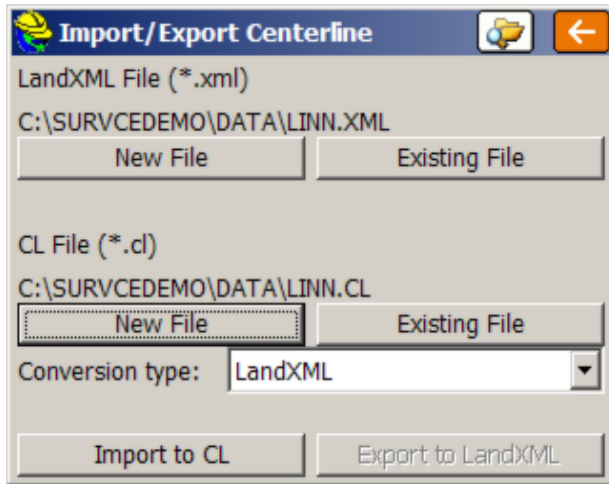 Import/Export Centerline
LandXML File (*.xml)
C:\SURVCEDEMO\DATA\LINN.XML
New File Existing File
CL File (*.cl)
C:\SURVCEDEMO\DATA\LINN.CL
New File Existing File
Conversion type: LandXML
Import to CL Export to LandXML